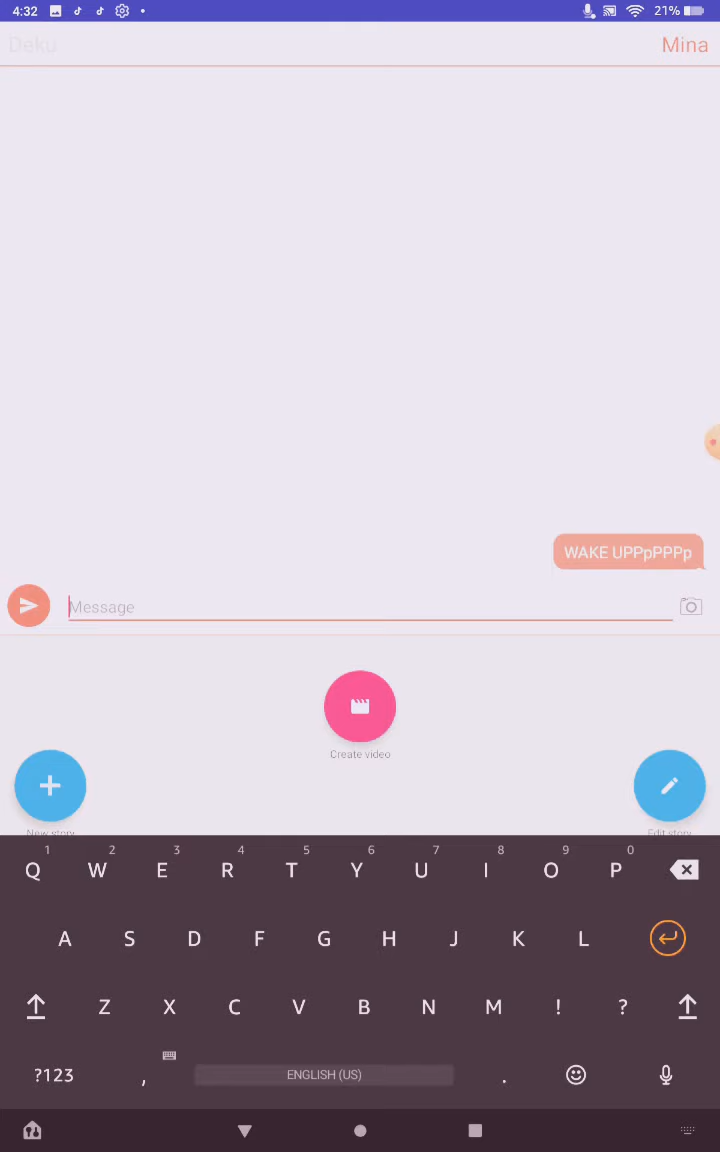 4:32 21%
Deku Mina
WAKE UPPpPPPp
Message
Create video
New story Edit story
1 2 3 4 5 6 7 8 9 0
Q W E R T Y U I O P
A S D F G H J K L
Z X C V B N M ! ?
?123 , ENGLISH (US) .